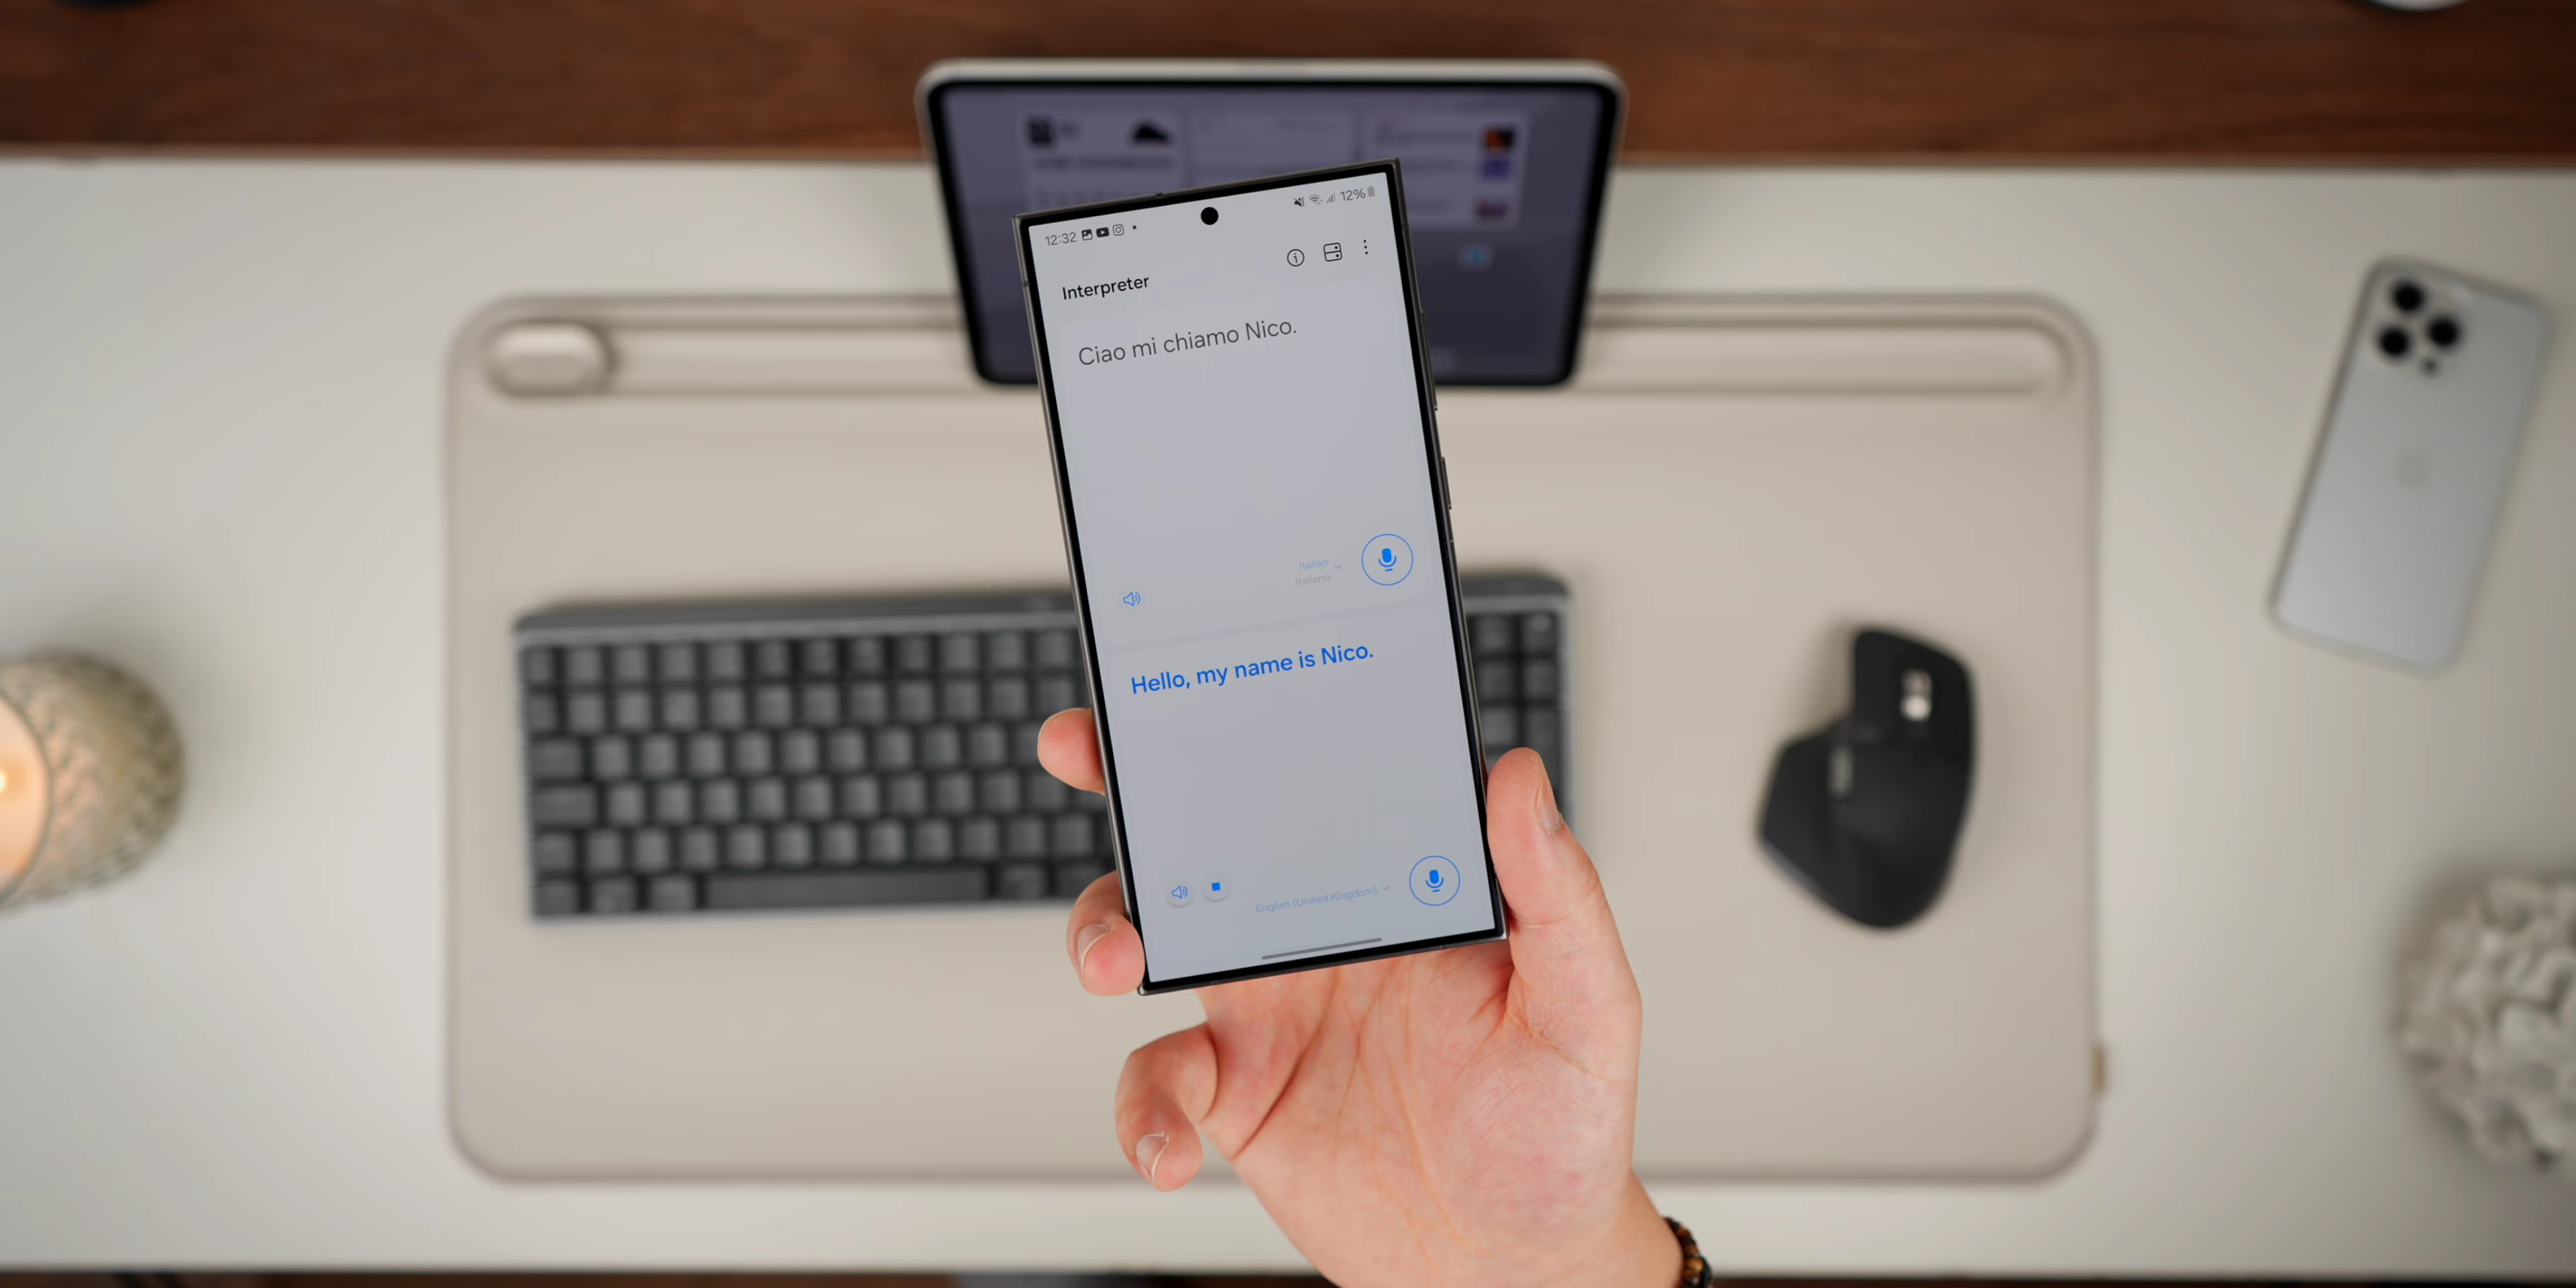 12:32
12%
Interpreter
Ciao mi chiamo Nico.
Italian
Italiano
Hello, my name is Nico.
English (United Kingdom)